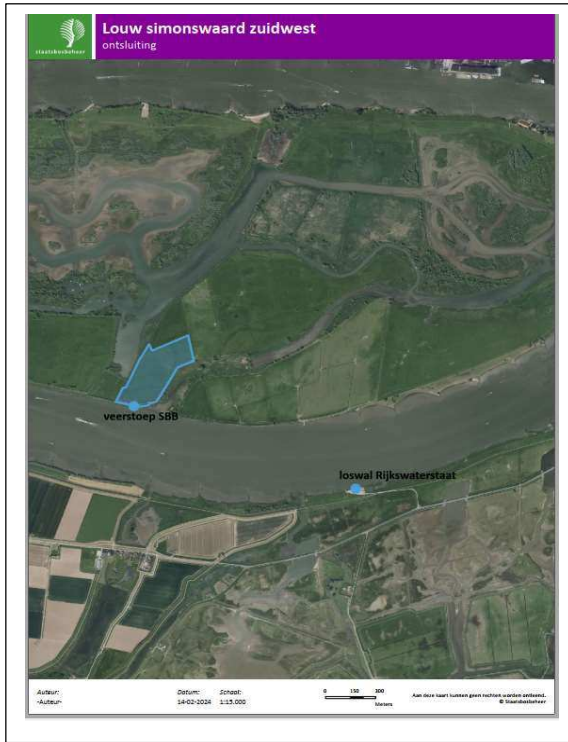 staatsbosbeheer
Louw simonswaard zuidwest
ontsluiting
veerstoep SBB
loswal Rijkswaterstaat
Auteur: Datum: Schaal: 0 150 300
-Auteur- 14-02-2024 1:15.000 Meters
Aan deze kaart kunnen geen rechten worden ontleend.
© Staatsbosbeheer